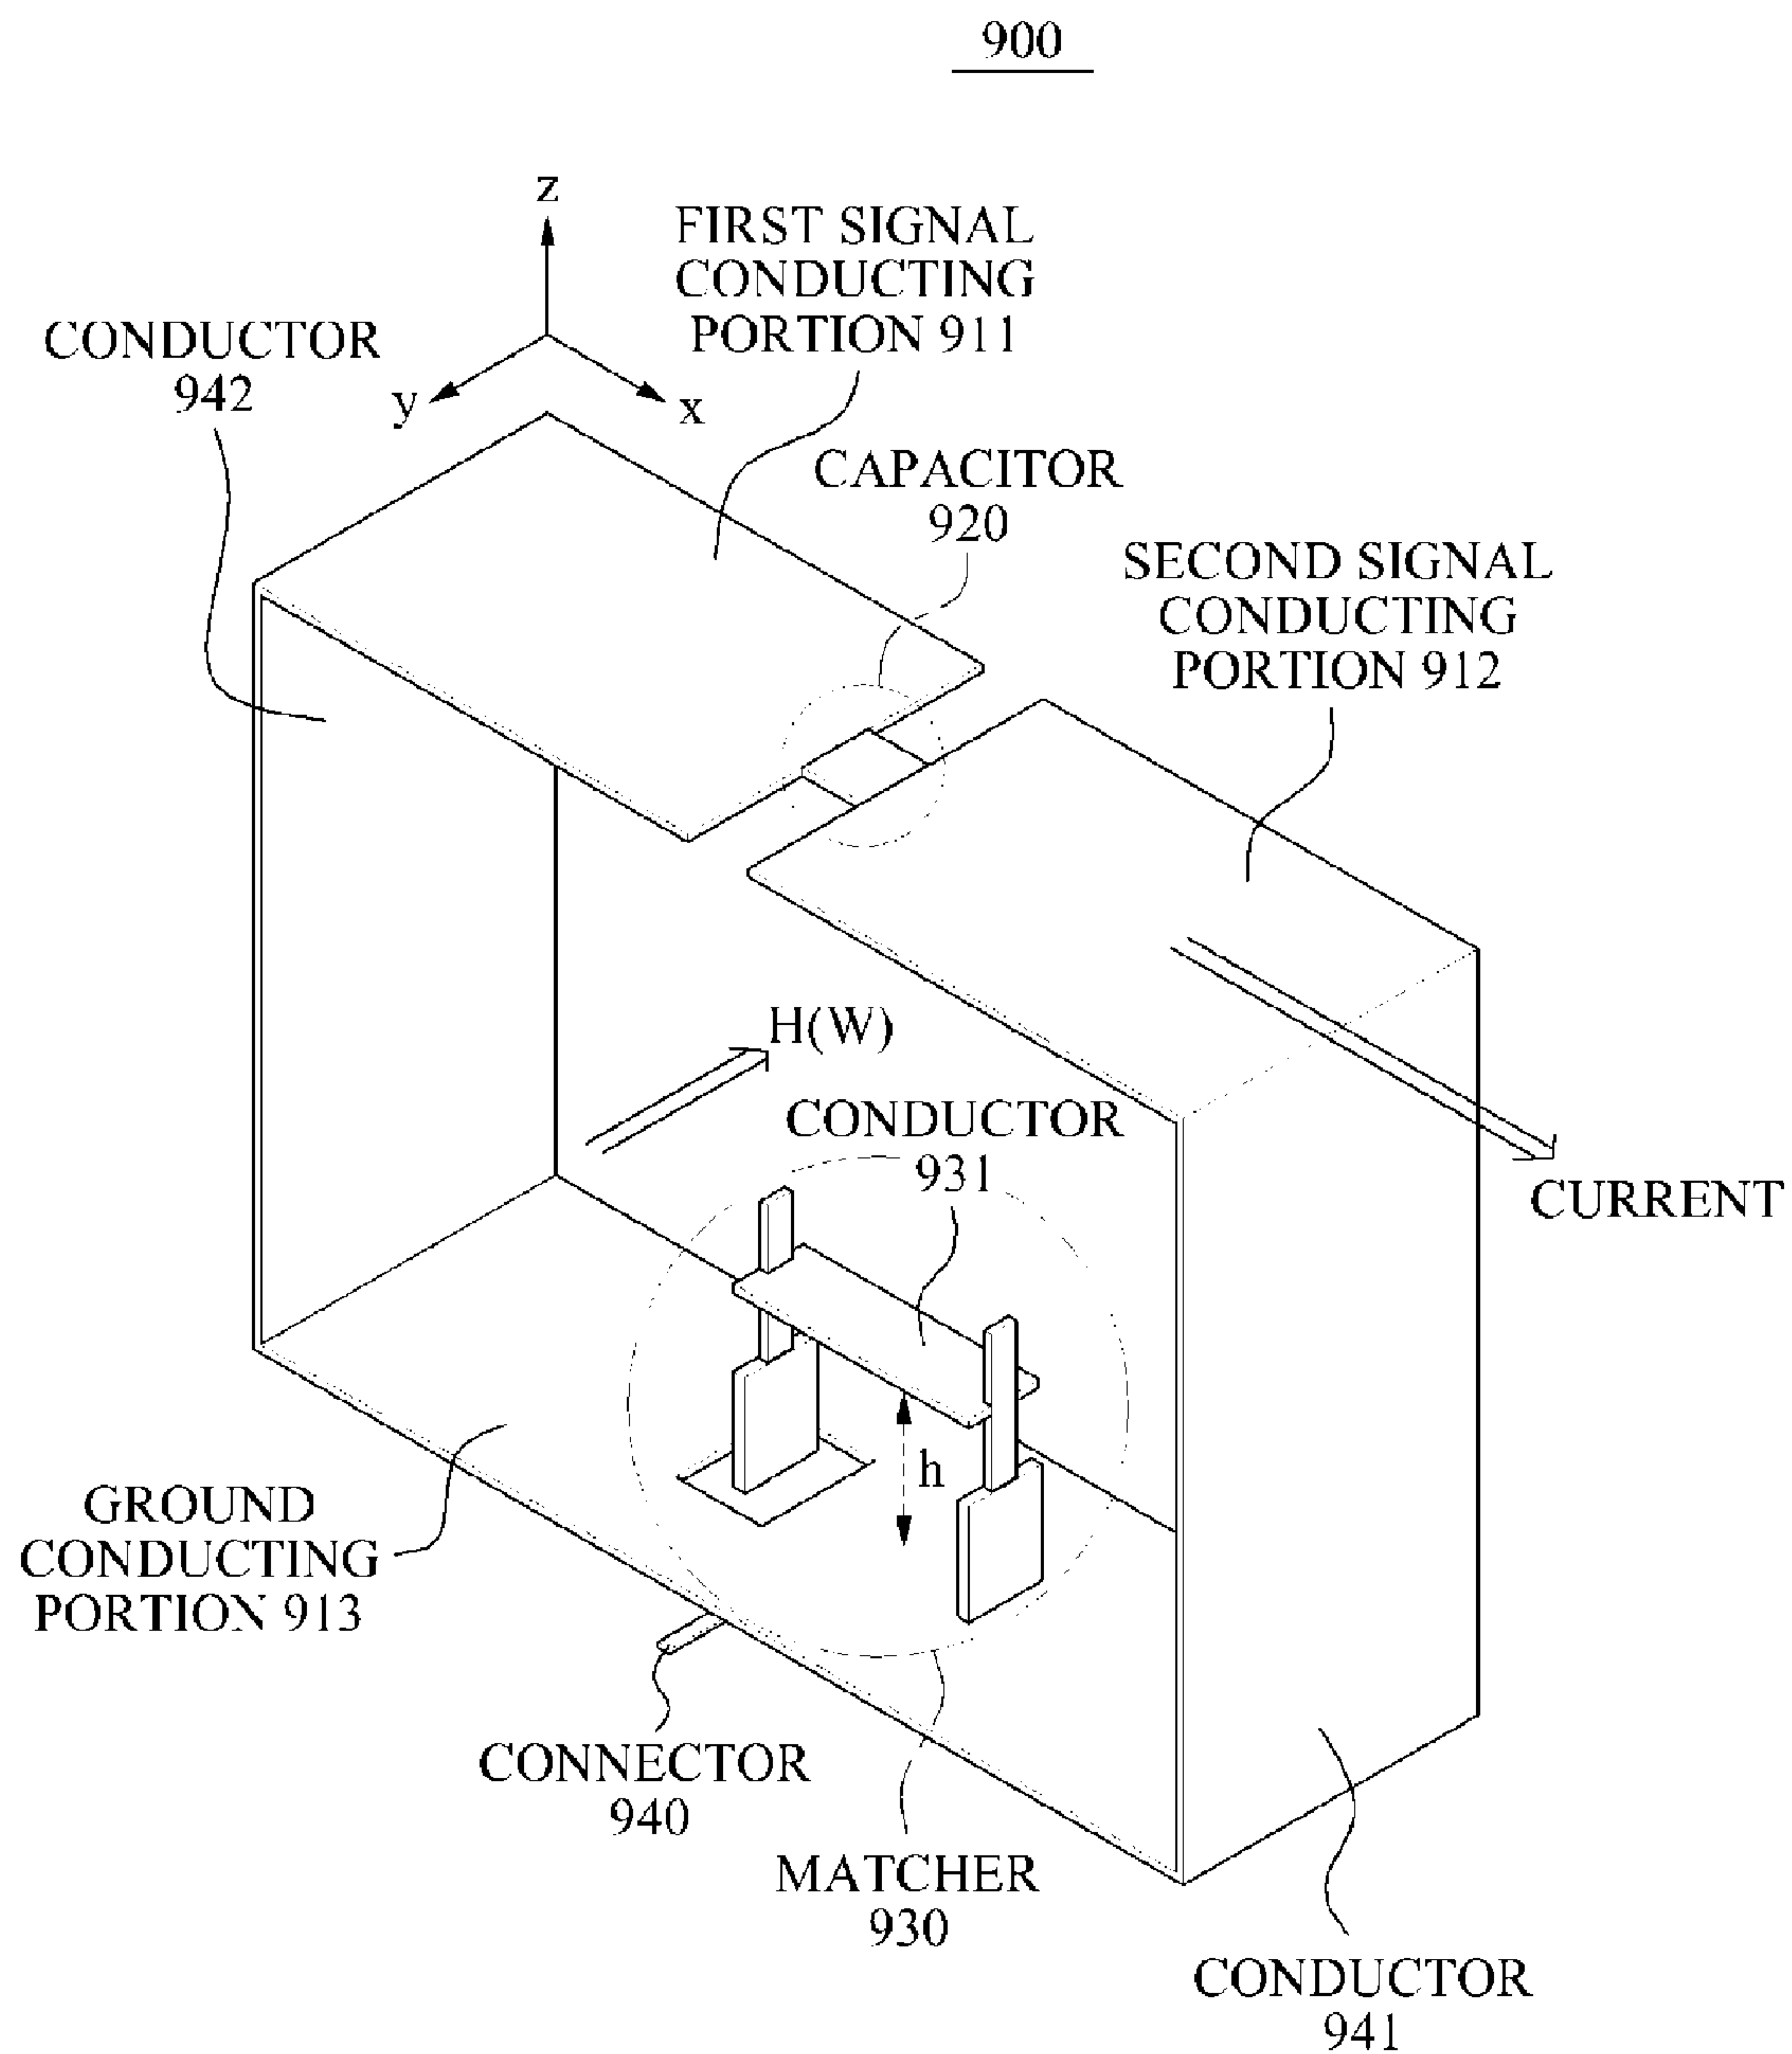 900
z
y
x
FIRST SIGNAL
CONDUCTING
PORTION 911
CONDUCTOR
942
CAPACITOR
920
SECOND SIGNAL
CONDUCTING
PORTION 912
H(W)
CONDUCTOR
931
CURRENT
h
GROUND
CONDUCTING
PORTION 913
CONNECTOR
940
MATCHER
930
CONDUCTOR
941